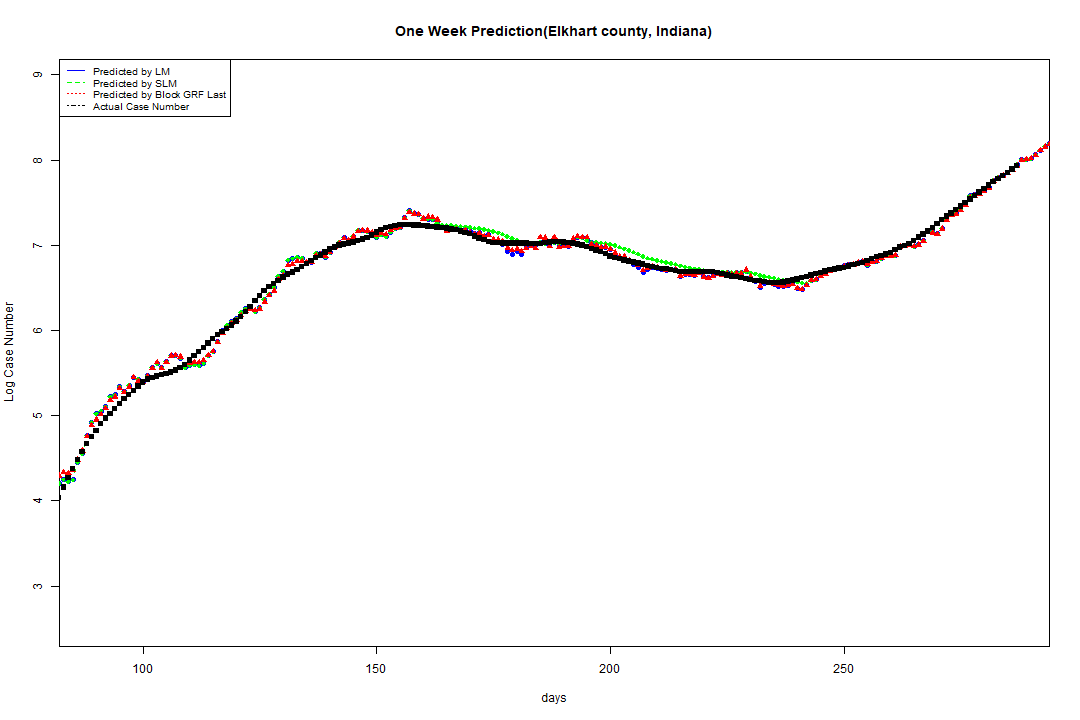 One Week Prediction(Elkhart county, Indiana)
Predicted by LM
Predicted by SLM
Predicted by Block GRF Last
Actual Case Number
9
8
7
6
5
4
3
Log Case Number
100 150 200 250
days